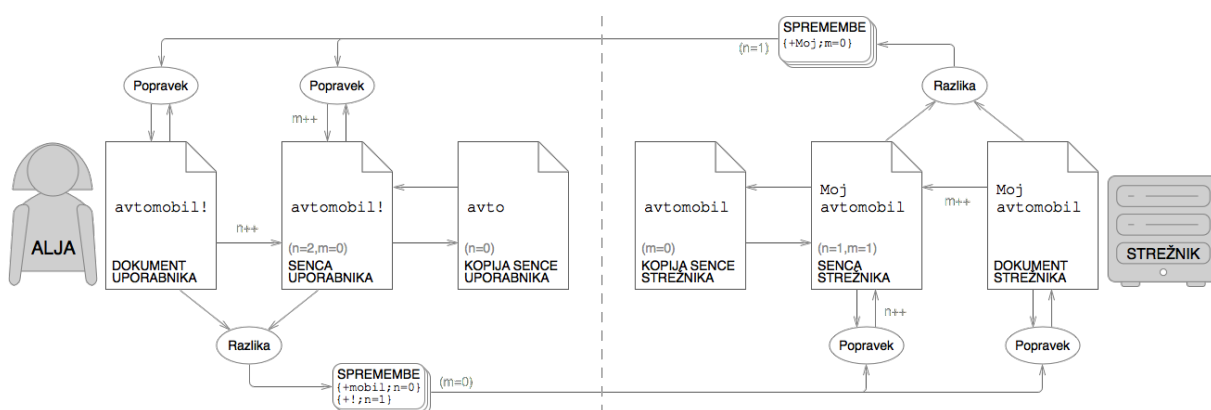 SPREMEMBE
{+Moj;m=0}
(n=1)
Popravek
Popravek
Razlika
m++
avtomobil!
avtomobil!
avto
avtomobil
Moj
avtomobil
Moj
avtomobil
m++
n++
ALJA
(n=2,m=0)
(n=0)
(m=0)
(n=1,m=1)
STREŽNIK
DOKUMENT
UPORABNIKA
SENCA
UPORABNIKA
KOPIJA SENCE
UPORABNIKA
KOPIJA SENCE
STREŽNIKA
SENCA
STREŽNIKA
DOKUMENT
STREŽNIKA
n++
Razlika
Popravek
Popravek
SPREMEMBE
{+mobil;n=0}
{+!;n=1}
(m=0)